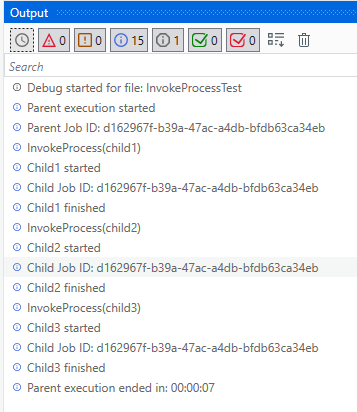 Output
0 0 15 1 0 0
Search
Debug started for file: InvokeProcessTest
Parent execution started
Parent Job ID: d162967f-b39a-47ac-a4db-bfdb63ca34eb
InvokeProcess(child1)
Child1 started
Child Job ID: d162967f-b39a-47ac-a4db-bfdb63ca34eb
Child1 finished
InvokeProcess(child2)
Child2 started
Child Job ID: d162967f-b39a-47ac-a4db-bfdb63ca34eb
Child2 finished
InvokeProcess(child3)
Child3 started
Child Job ID: d162967f-b39a-47ac-a4db-bfdb63ca34eb
Child3 finished
Parent execution ended in: 00:00:07